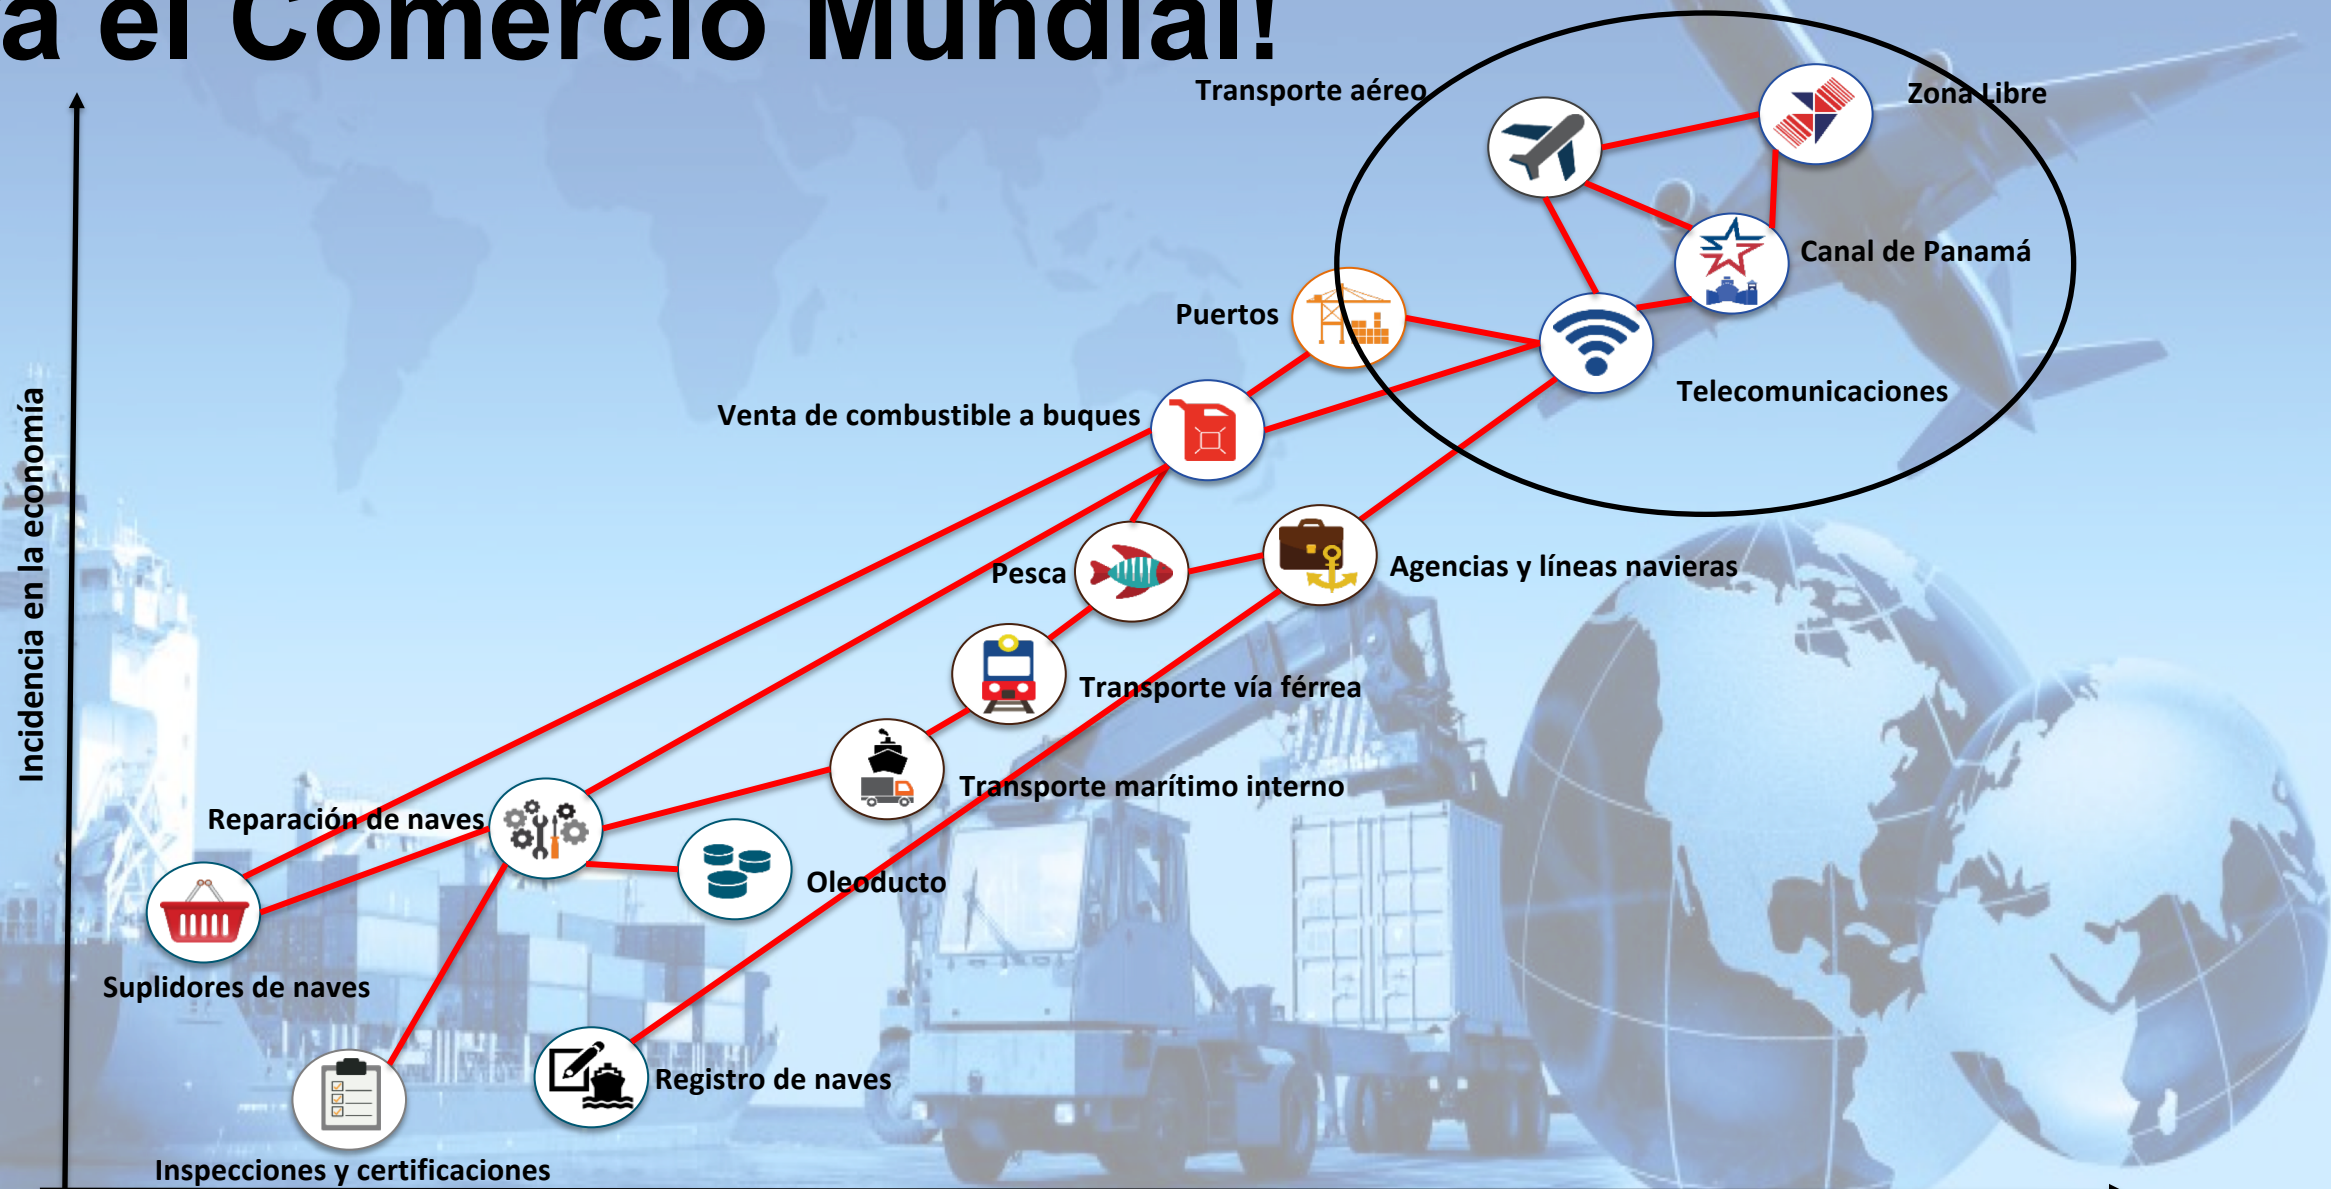 a el Comercio Mundial!
Transporte aéreo
Zona Libre
Canal de Panamá
Puertos
Telecomunicaciones
Venta de combustible a buques
Incidencia en la economía
Pesca
Agencias y líneas navieras
Transporte vía férrea
Transporte marítimo interno
Reparación de naves
Oleoducto
Suplidores de naves
Registro de naves
Inspecciones y certificaciones